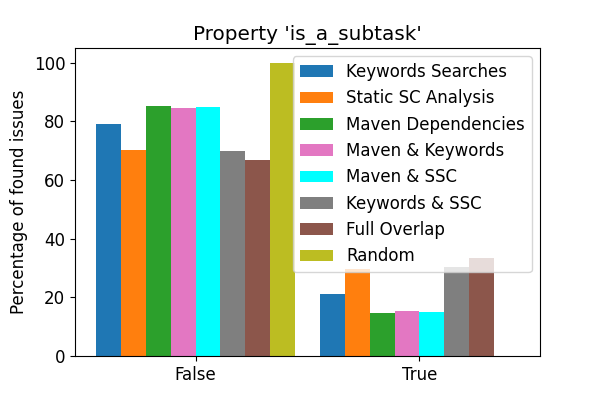 Property 'is_a_subtask'
Percentage of found issues
100
80
60
40
20
0
Keywords Searches
Static SC Analysis
Maven Dependencies
Maven & Keywords
Maven & SSC
Keywords & SSC
Full Overlap
Random
False
True